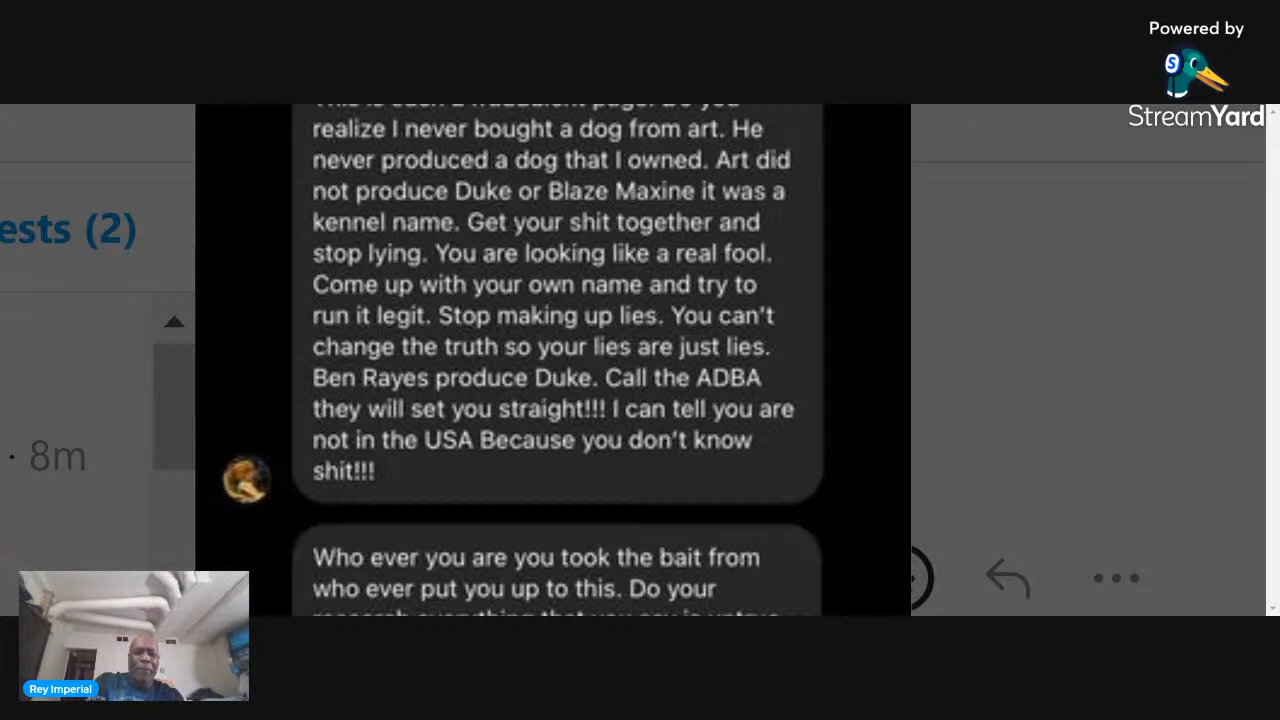 Powered by
StreamYard
realize I never bought a dog from art. He
never produced a dog that I owned. Art did
not produce Duke or Blaze Maxine it was a
kennel name. Get your shit together and
stop lying. You are looking like a real fool.
Come up with your own name and try to
run it legit. Stop making up lies. You can't
change the truth so your lies are just lies.
Ben Rayes produce Duke. Call the ADBA
they will set you straight!!! I can tell you are
not in the USA Because you don't know
shit!!!
Who ever you are you took the bait from
who ever put you up to this. Do your
ests (2)
· 8m
Rey Imperial